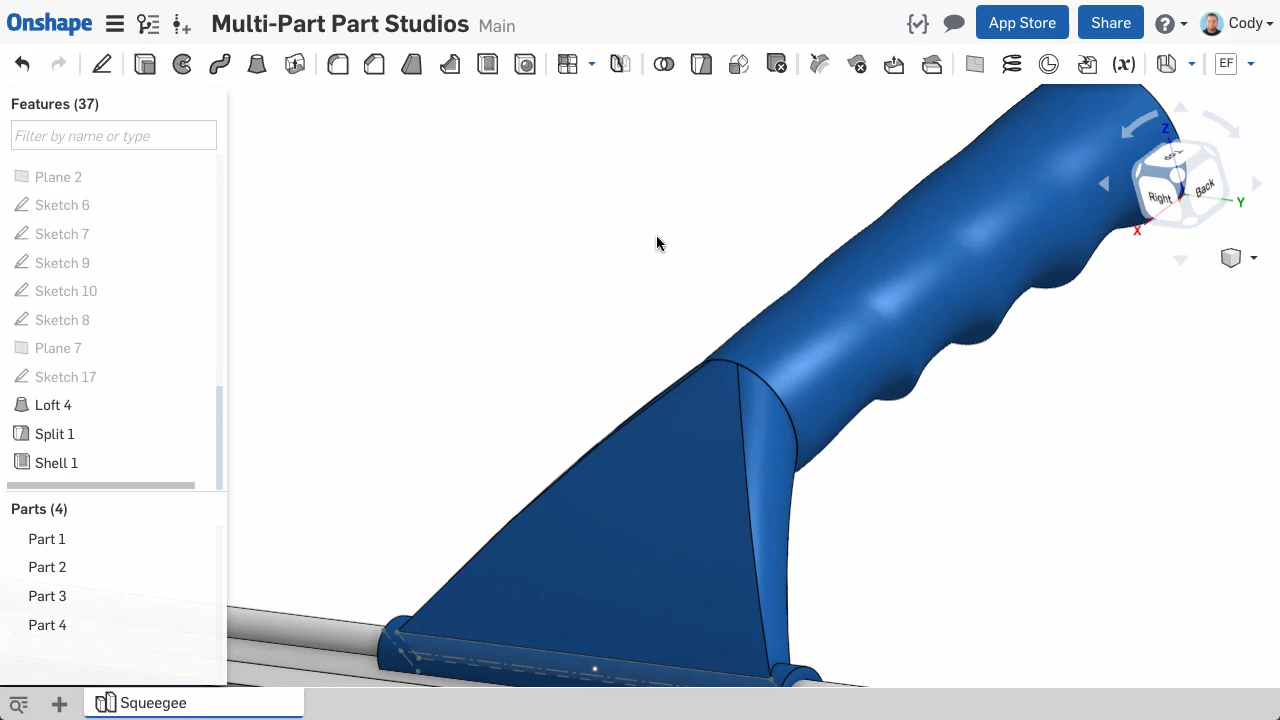 Onshape Multi-Part Part Studios Main App Store Share Cody
(x) EF
Features (37)
Filter by name or type
Plane 2
Sketch 6
Sketch 7
Sketch 9
Sketch 10
Sketch 8
Plane 7
Sketch 17
Loft 4
Split 1
Shell 1
Parts (4)
Part 1
Part 2
Part 3
Part 4
Z
Top
Right Back
Y
X
Squeegee